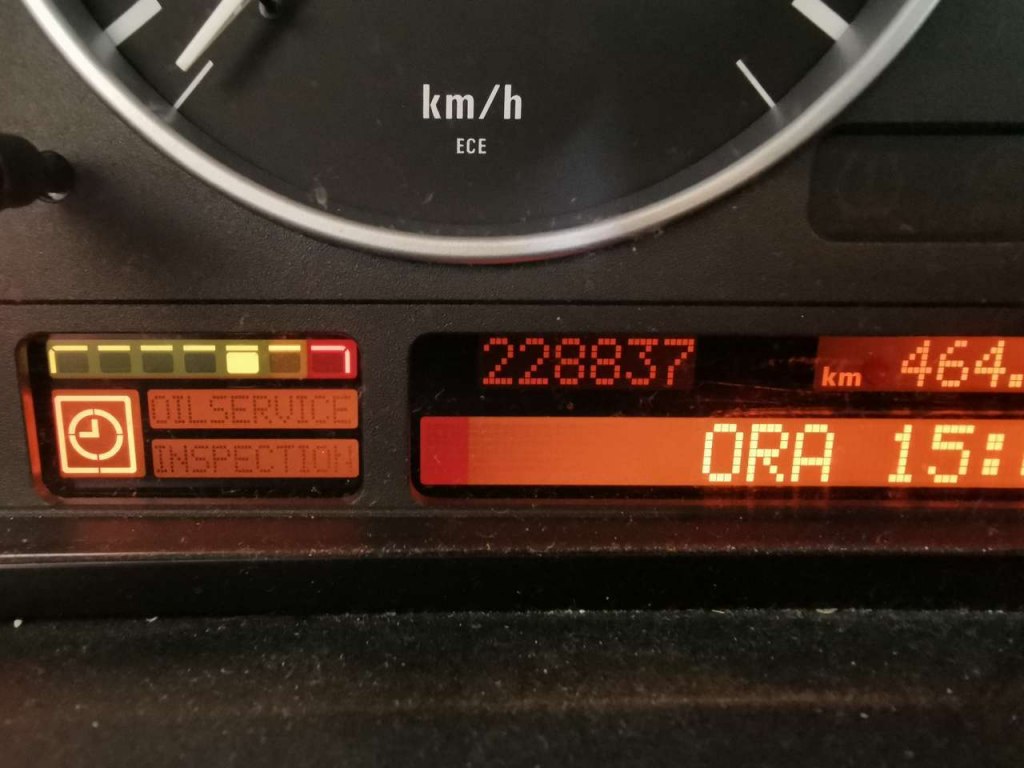 km/h
ECE
228837
km 464.
OILSERVICE
INSPECTION
ORA 15: